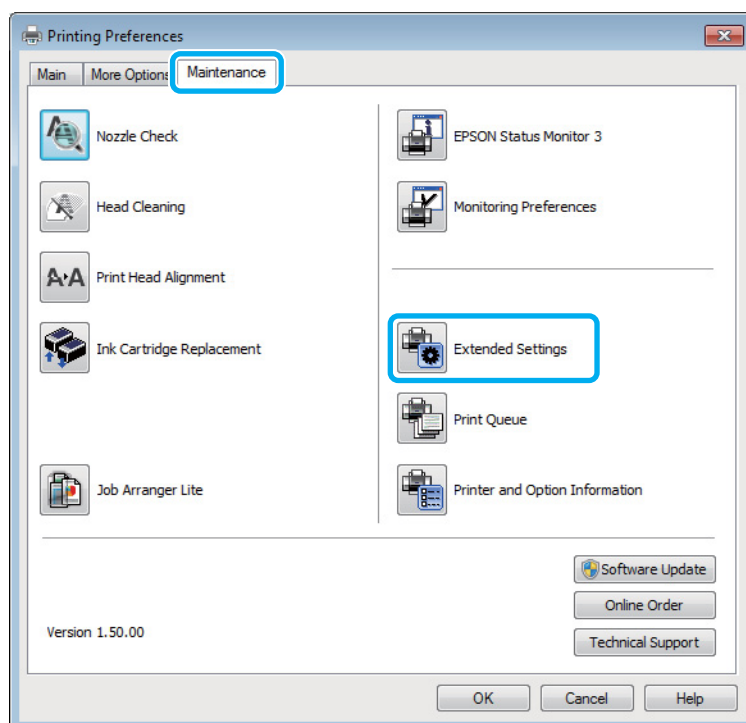 Printing Preferences
Main
More Options
Maintenance
Nozzle Check
EPSON Status Monitor 3
Head Cleaning
Monitoring Preferences
A A Print Head Alignment
Ink Cartridge Replacement
Extended Settings
Print Queue
Job Arranger Lite
Printer and Option Information
Software Update
Online Order
Version 1.50.00
Technical Support
OK
Cancel
Help